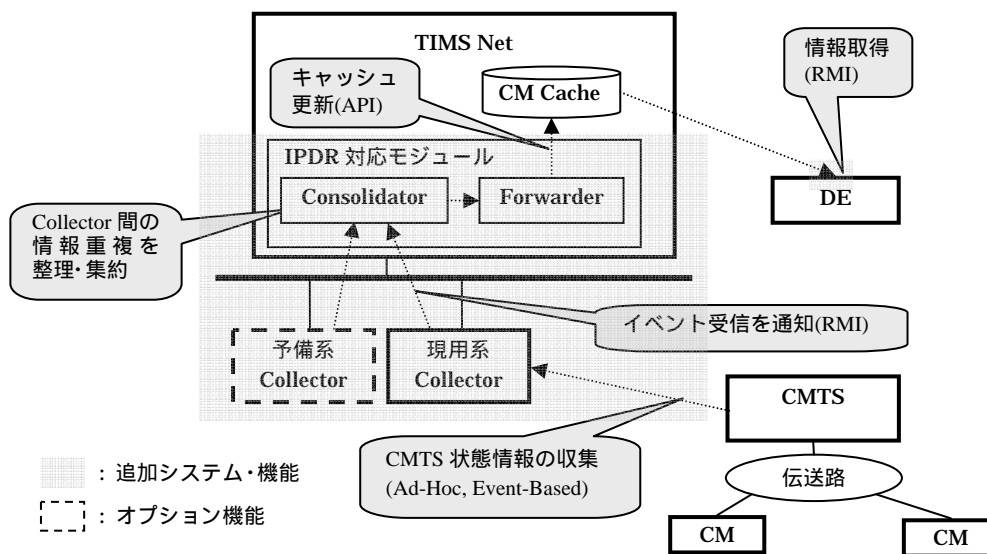 TIMS Net
キャッシュ
更新(API)
CM Cache
情報取得
(RMI)
IPDR 対応モジュール
Consolidator
Forwarder
DE
Collector 間の
情報重複を
整理・集約
イベント受信を通知(RMI)
予備系
Collector
現用系
Collector
CMTS
CMTS 状態情報の収集
(Ad-Hoc, Event-Based)
伝送路
CM
CM
：追加システム・機能
：オプション機能